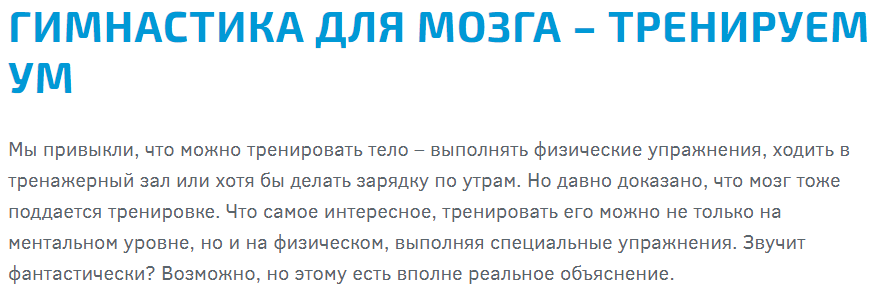 ГИМНАСТИКА ДЛЯ МОЗГА – ТРЕНИРУЕМ
УМ
Мы привыкли, что можно тренировать тело – выполнять физические упражнения, ходить в
тренажерный зал или хотя бы делать зарядку по утрам. Но давно доказано, что мозг тоже
поддается тренировке. Что самое интересное, тренировать его можно не только на
ментальном уровне, но и на физическом, выполняя специальные упражнения. Звучит
фантастически? Возможно, но этому есть вполне реальное объяснение.